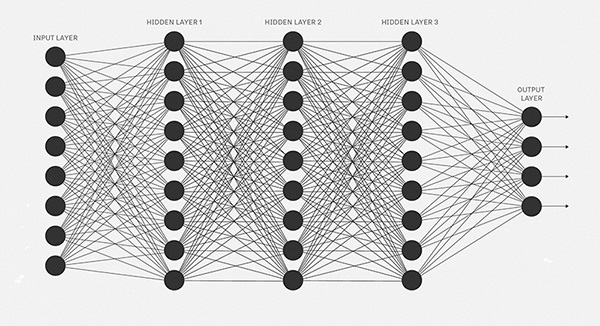 INPUT LAYER
HIDDEN LAYER 1
HIDDEN LAYER 2
HIDDEN LAYER 3
OUTPUT
LAYER